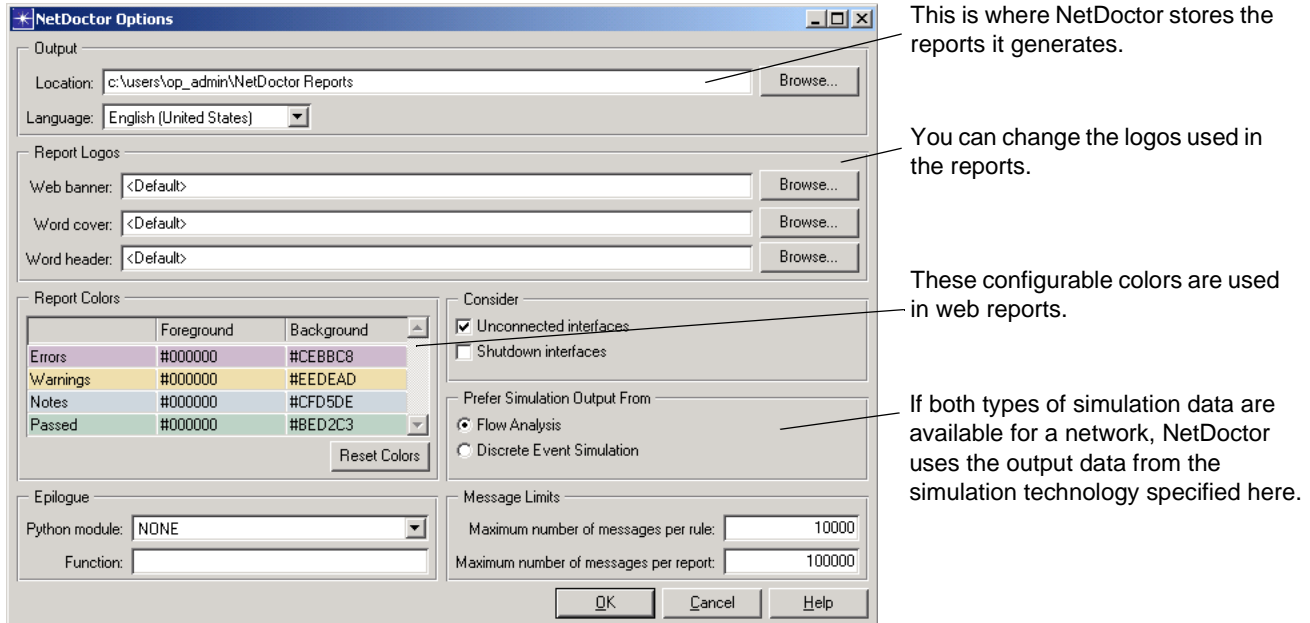 NetDoctor Options
Output
Location: c:\users\op_admin\NetDoctor Reports Browse...
Language: English (United States)
Report Logos
Web banner: <Default> Browse...
Word cover: <Default> Browse...
Word header: <Default> Browse...
Report Colors
Foreground Background
Errors #000000 #CEBBC8
Warnings #000000 #EEDEAD
Notes #000000 #CFD5DE
Passed #000000 #BED2C3
Reset Colors
Consider
Unconnected interfaces
Shutdown interfaces
Prefer Simulation Output From
Flow Analysis
Discrete Event Simulation
Epilogue
Python module: NONE
Function:
Message Limits
Maximum number of messages per rule: 10000
Maximum number of messages per report: 100000
OK Cancel Help
This is where NetDoctor stores the
reports it generates.
You can change the logos used in
the reports.
These configurable colors are used
in web reports.
If both types of simulation data are
available for a network, NetDoctor
uses the output data from the
simulation technology specified here.